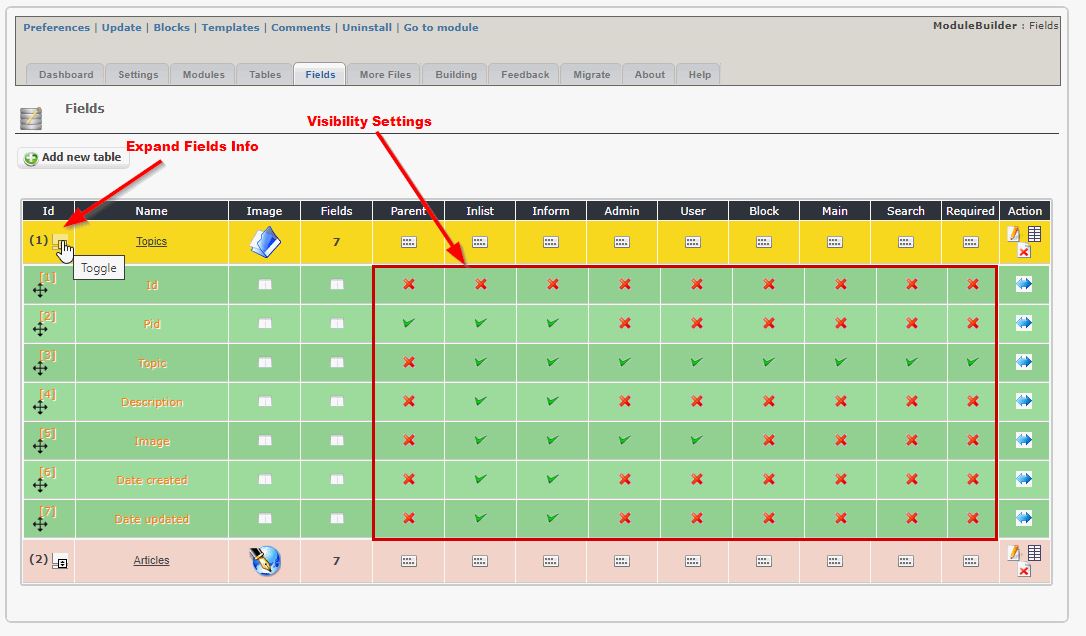 Preferences | Update | Blocks | Templates | Comments | Uninstall | Go to module
ModuleBuilder : Fields
Dashboard Settings Modules Tables Fields More Files Building Feedback Migrate About Help
Fields
Visibility Settings
Expand Fields Info
Add new table
Id Name Image Fields Parent Inlist Inform Admin User Block Main Search Required Action
(1) Topics 7
Toggle
[1] Id
[2] Pid
[3] Topic
[4] Description
[5] Image
[6] Date created
[7] Date updated
(2) Articles 7